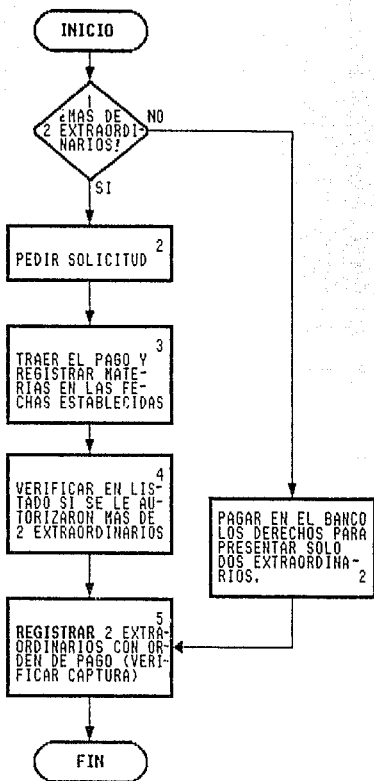 INICIO
1
¿MAS DE
2 EXTRAORDI-
NARIOS?
NO
SI
2
PEDIR SOLICITUD
3
TRAER EL PAGO Y
REGISTRAR MATE-
RIAS EN LAS FE-
CHAS ESTABLECIDAS
4
VERIFICAR EN LIS-
TADO SI SE LE AU-
TORIZARON MAS DE
2 EXTRAORDINARIOS
PAGAR EN EL BANCO
LOS DERECHOS PARA
PRESENTAR SOLO
DOS EXTRAORDINA-
RIOS. 2
5
REGISTRAR 2 EXTRA-
ORDINARIOS CON OR-
DEN DE PAGO (VERI-
FICAR CAPTURA)
FIN